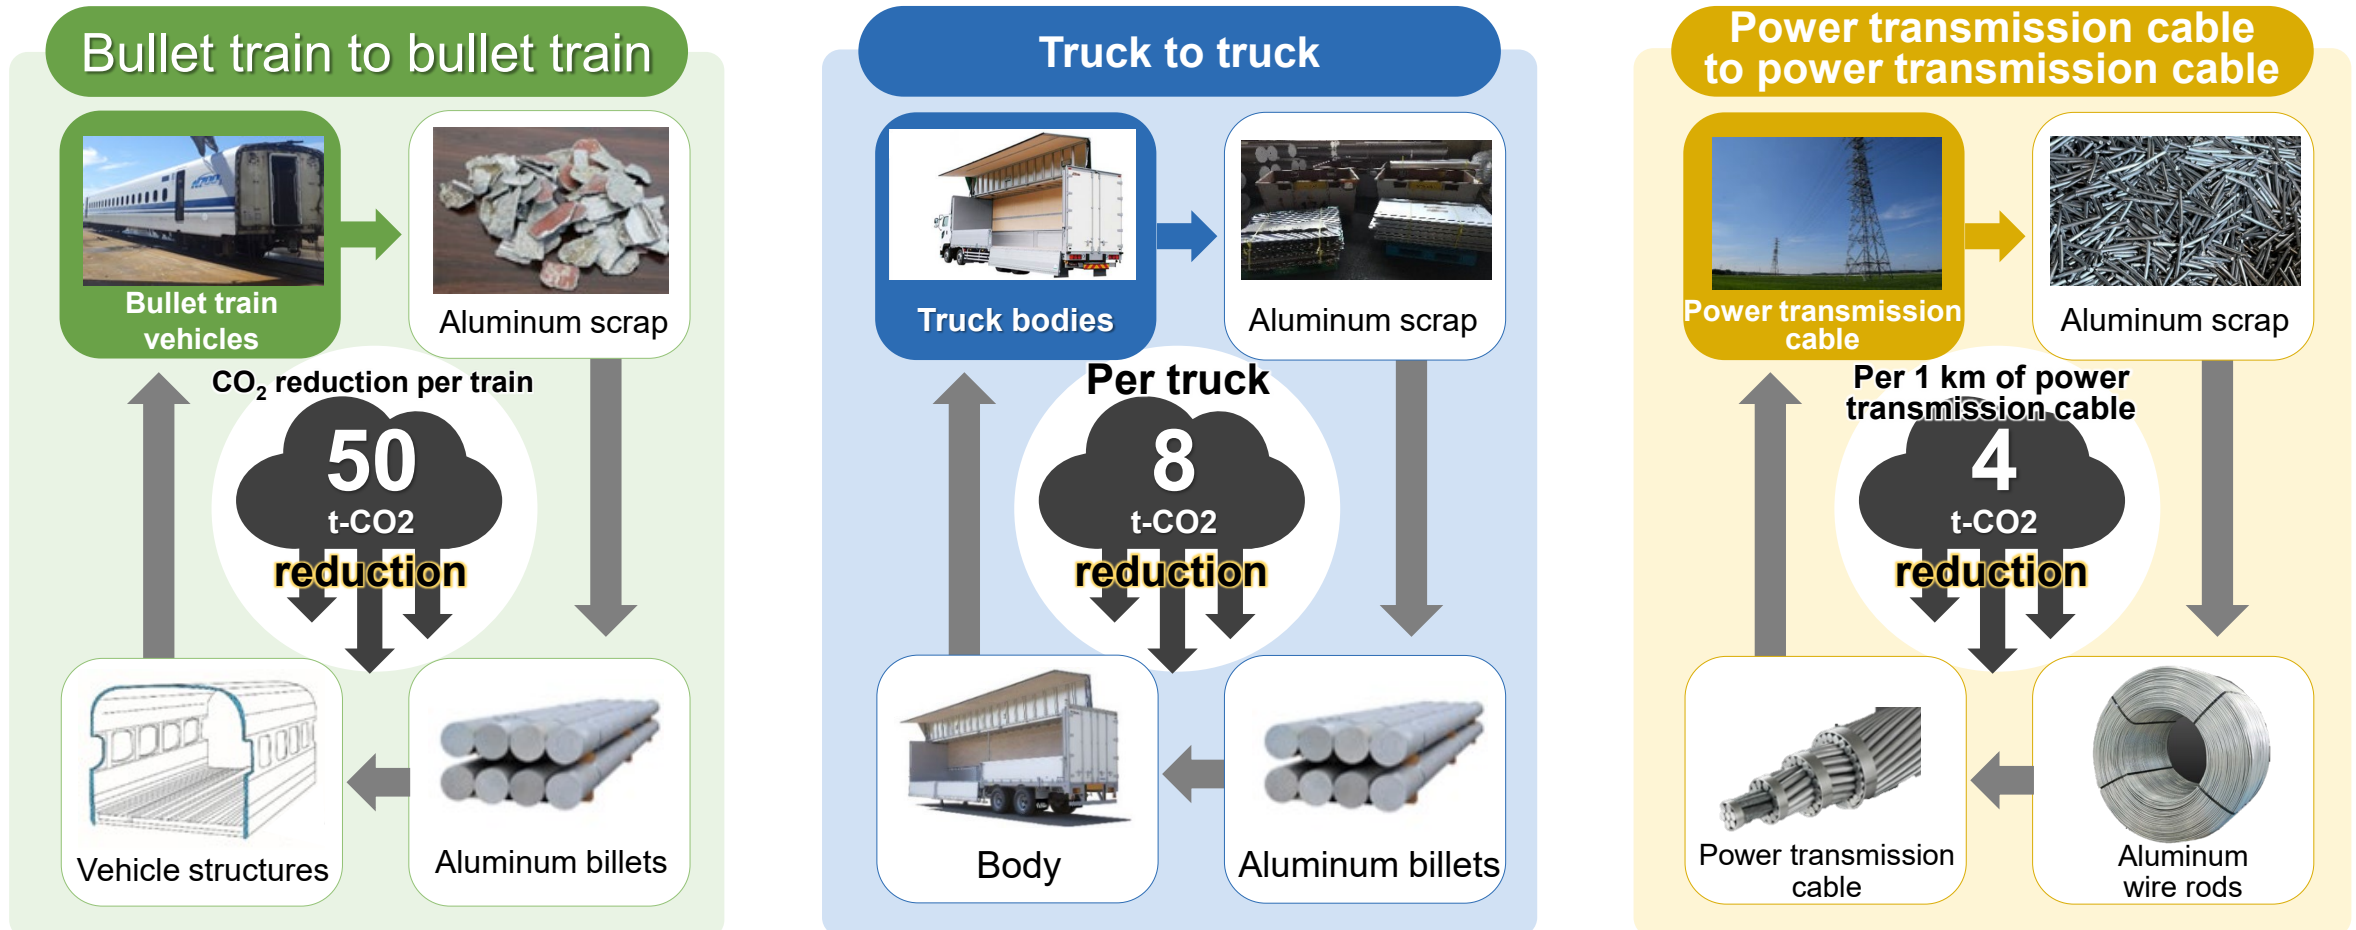 Bullet train to bullet train
Bullet train
vehicles
Aluminum scrap
CO₂ reduction per train
50
t-CO2
reduction
Vehicle structures
Aluminum billets
Truck to truck
Truck bodies
Aluminum scrap
Per truck
8
t-CO2
reduction
Body
Aluminum billets
Power transmission cable
to power transmission cable
Power transmission
cable
Aluminum scrap
Per 1 km of power
transmission cable
4
t-CO2
reduction
Power transmission
cable
Aluminum
wire rods